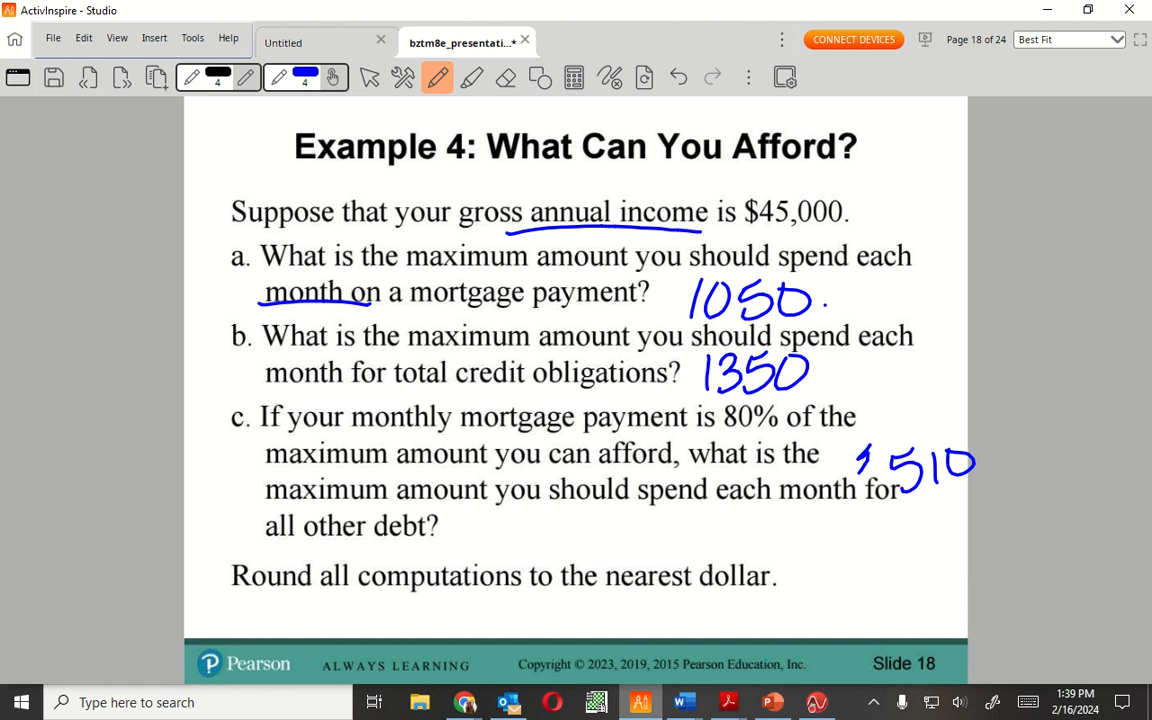 ActivInspire - Studio
File Edit View Insert Tools Help
Untitled
bztm8e_presentati...*
CONNECT DEVICES
Page 18 of 24
Best Fit
4
4
Example 4: What Can You Afford?
Suppose that your gross annual income is $45,000.
a. What is the maximum amount you should spend each
month on a mortgage payment? 1050.
b. What is the maximum amount you should spend each
month for total credit obligations? 1350
c. If your monthly mortgage payment is 80% of the
maximum amount you can afford, what is the
$510
maximum amount you should spend each month for
all other debt?
Round all computations to the nearest dollar.
Pearson ALWAYS LEARNING Copyright © 2023, 2019, 2015 Pearson Education, Inc. Slide 18
Type here to search
1:39 PM
2/16/2024